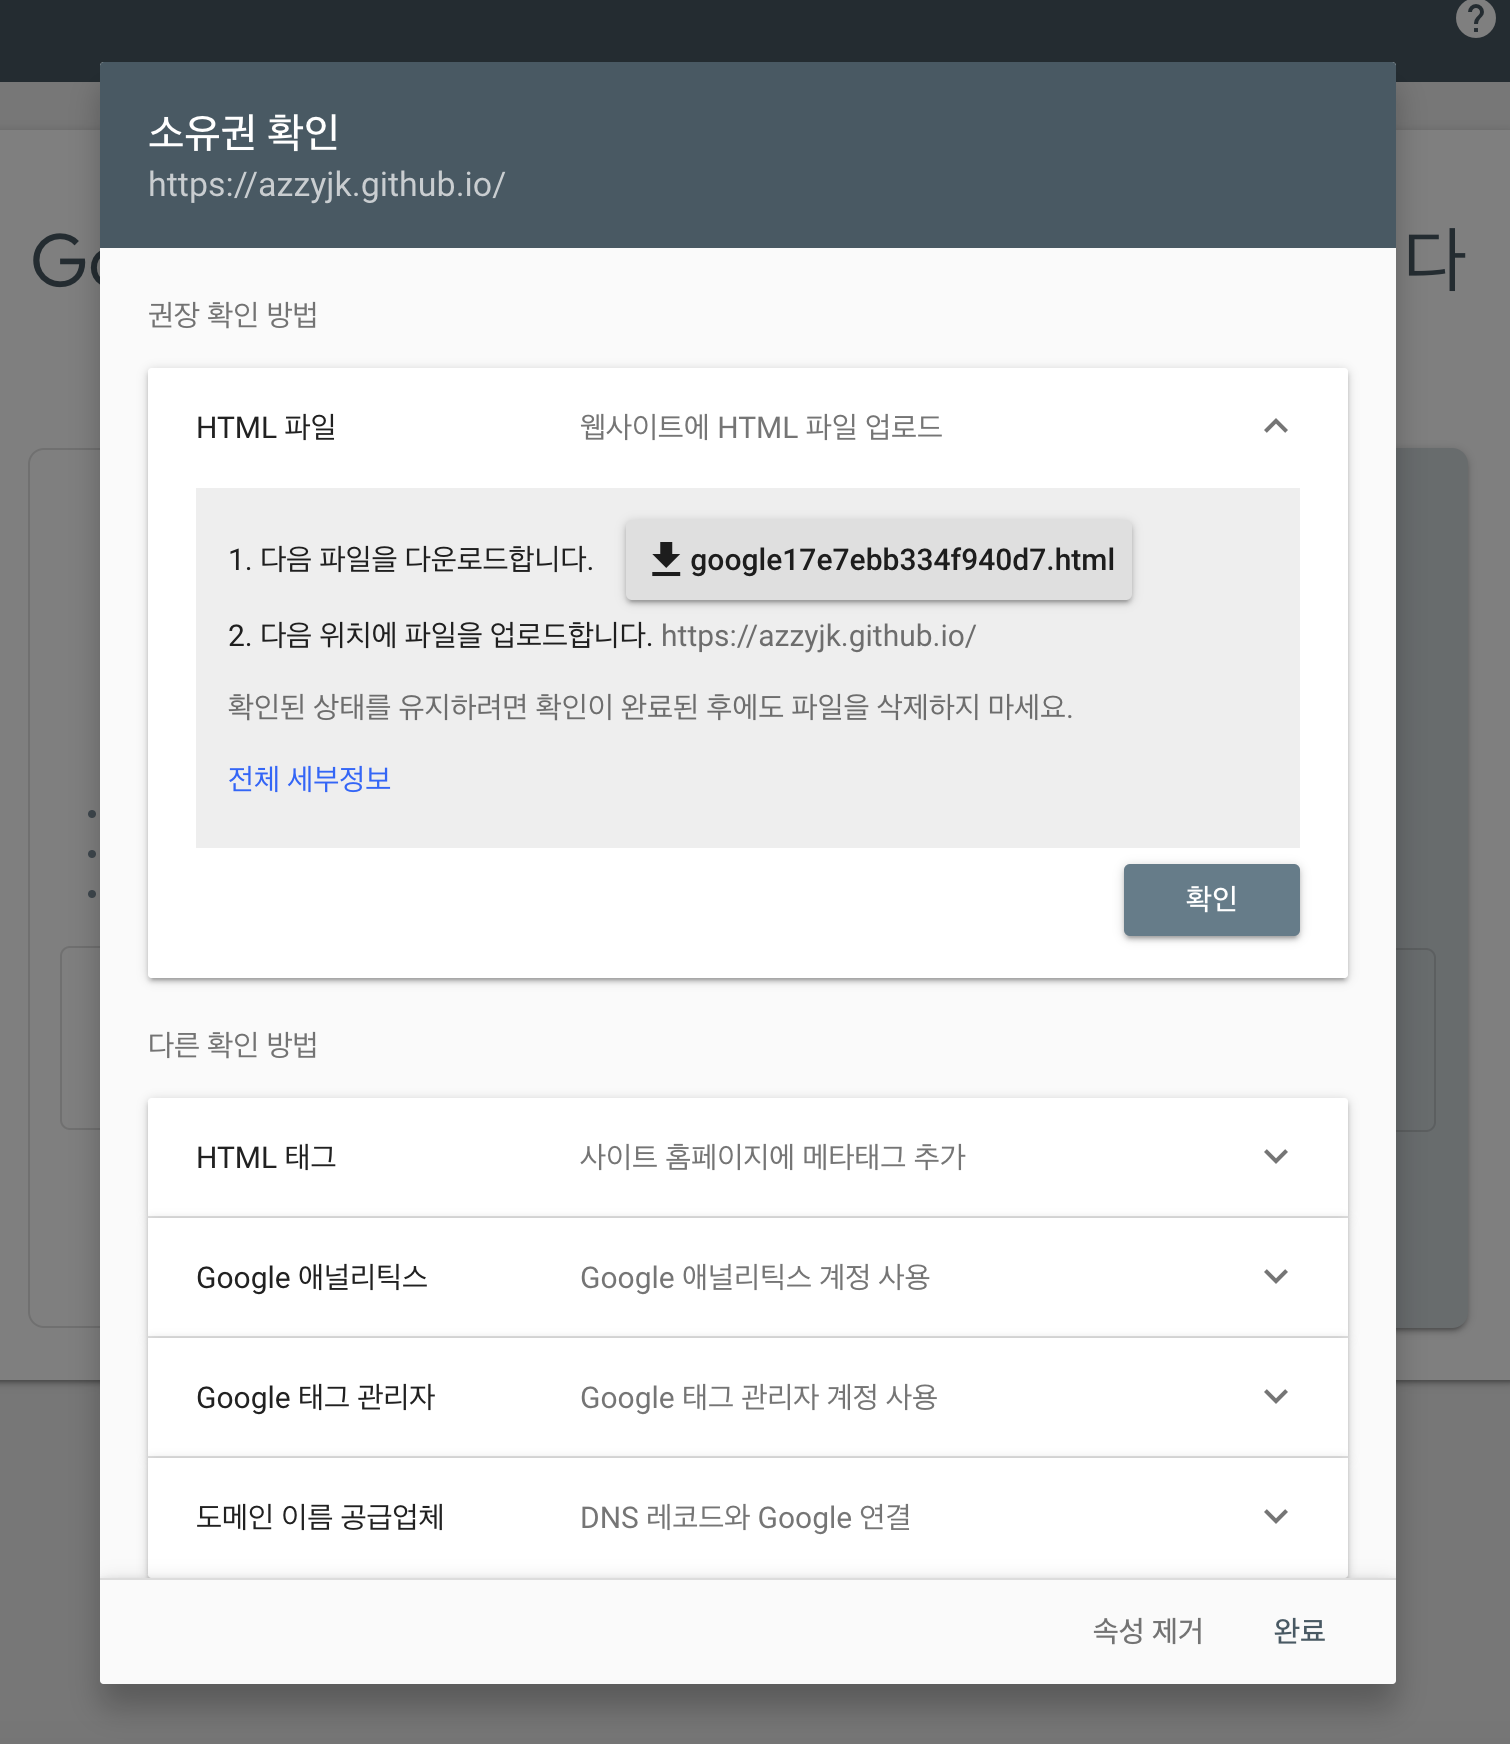 ?
소유권 확인
https://azzyjk.github.io/
Go
다
권장 확인 방법
HTML 파일 웹사이트에 HTML 파일 업로드
1. 다음 파일을 다운로드합니다. google17e7ebb334f940d7.html
2. 다음 위치에 파일을 업로드합니다. https://azzyjk.github.io/
확인된 상태를 유지하려면 확인이 완료된 후에도 파일을 삭제하지 마세요.
전체 세부정보
확인
다른 확인 방법
HTML 태그 사이트 홈페이지에 메타태그 추가
Google 애널리틱스 Google 애널리틱스 계정 사용
Google 태그 관리자 Google 태그 관리자 계정 사용
도메인 이름 공급업체 DNS 레코드와 Google 연결
속성 제거 완료